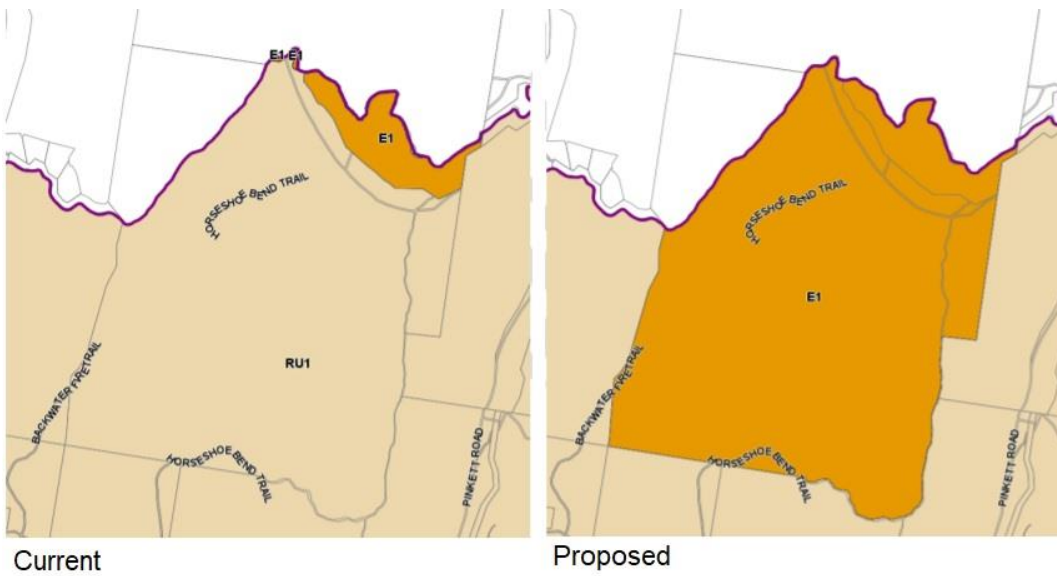 E1 E1
E1
HORSESHOE BEND TRAIL
RU1
BACKWATER FIRETRAIL
HORSESHOE BEND TRAIL
PINKETT ROAD
Current
HORSESHOE BEND TRAIL
E1
BACKWATER FIRETRAIL
HORSESHOE BEND TRAIL
PINKETT ROAD
Proposed